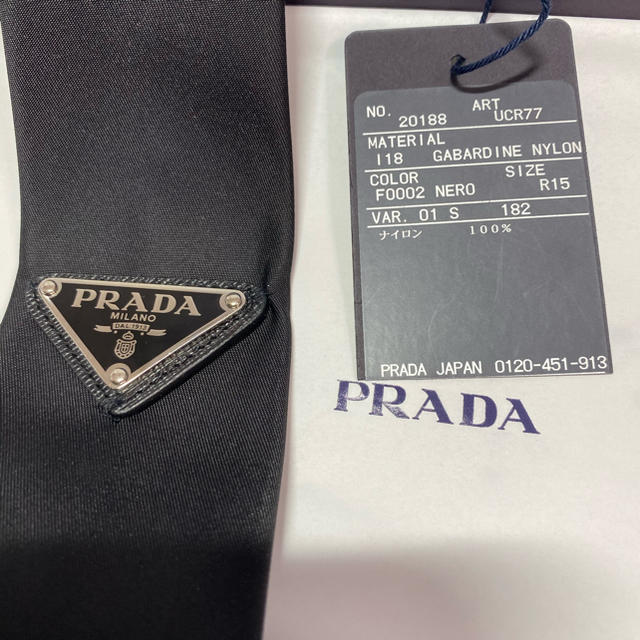 PRADA
MILANO
DAL 1913
NO. 20188 ART UCR77
MATERIAL
I18 GABARDINE NYLON
COLOR SIZE
F0002 NERO R15
VAR. 01 S 182
ナイロン 100%
PRADA JAPAN 0120-451-913
PRADA